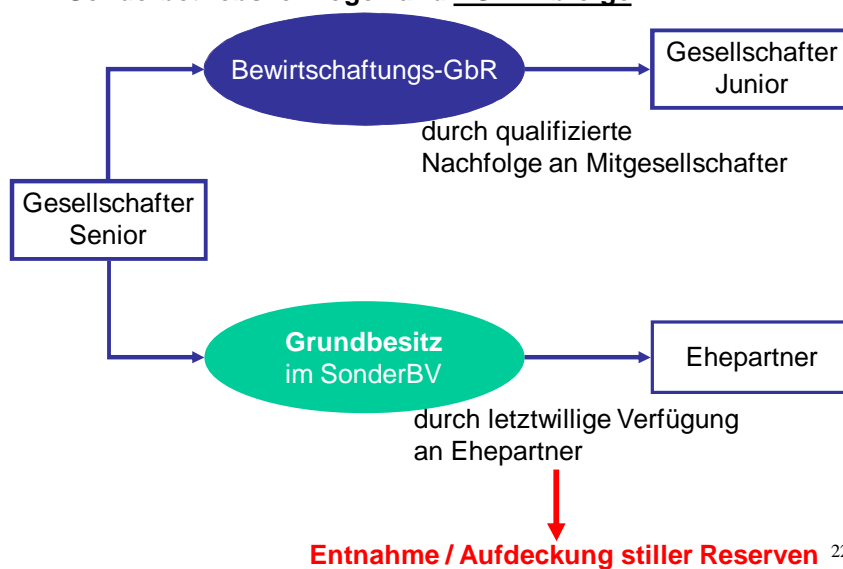 Bewirtschaftungs-GbR
Gesellschafter
Junior
durch qualifizierte
Nachfolge an Mitgesellschafter
Gesellschafter
Senior
Grundbesitz
im SonderBV
Ehepartner
durch letztwillige Verfügung
an Ehepartner
Entnahme / Aufdeckung stiller Reserven
22